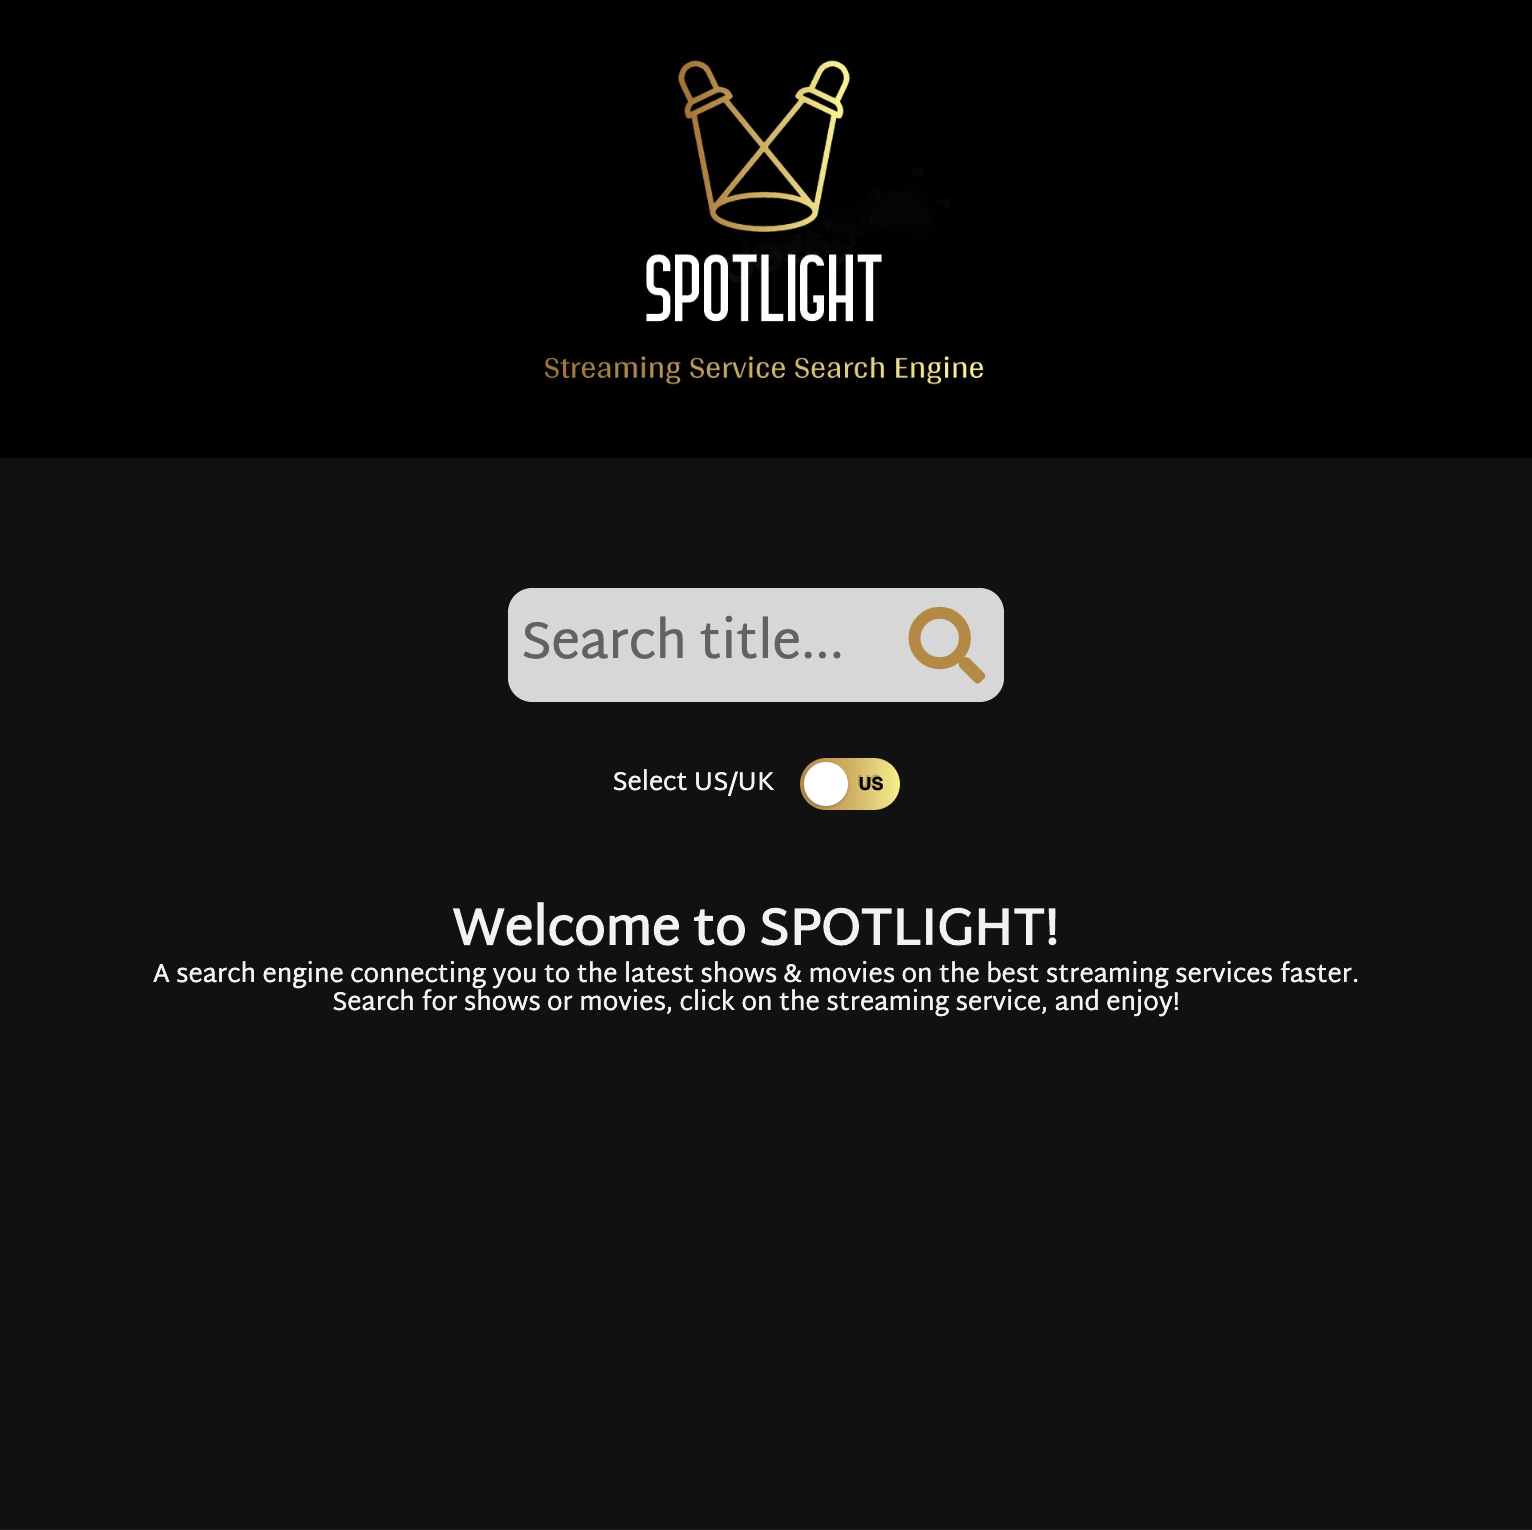 SPOTLIGHT
Streaming Service Search Engine
Search title...
Select US/UK US
Welcome to SPOTLIGHT!
A search engine connecting you to the latest shows & movies on the best streaming services faster.
Search for shows or movies, click on the streaming service, and enjoy!